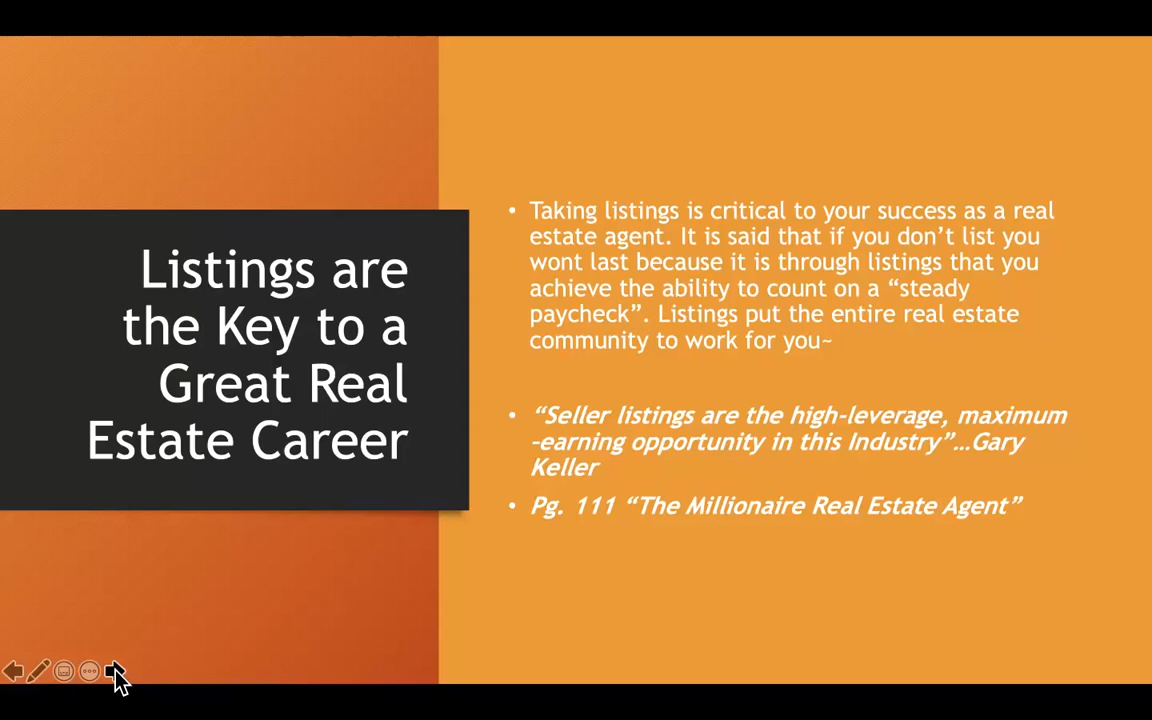 Listings are
the Key to a
Great Real
Estate Career
• Taking listings is critical to your success as a real
estate agent. It is said that if you don’t list you
wont last because it is through listings that you
achieve the ability to count on a “steady
paycheck”. Listings put the entire real estate
community to work for you~
• “Seller listings are the high-leverage, maximum
-earning opportunity in this Industry”…Gary
Keller
• Pg. 111 “The Millionaire Real Estate Agent”